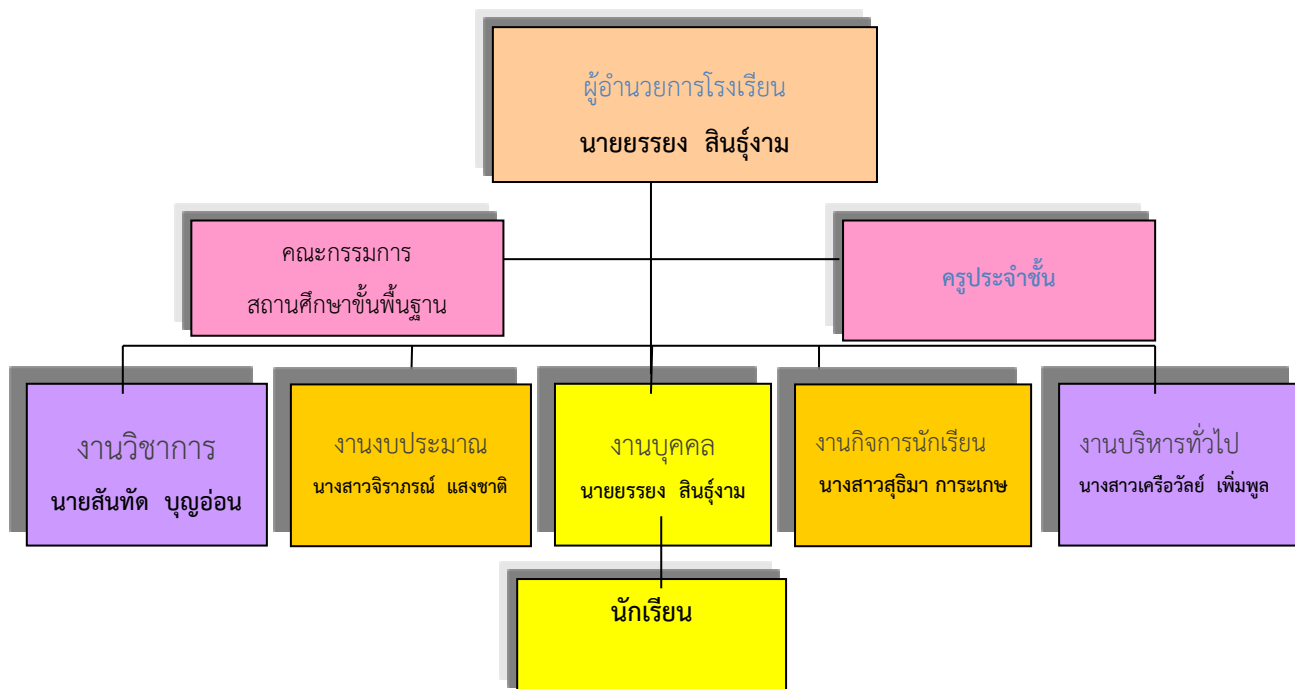 ผู้อำนวยการโรงเรียน
นายยรรยง สินธุ์งาม
คณะกรรมการ
สถานศึกษาขั้นพื้นฐาน
ครูประจำชั้น
งานวิชาการ
นายสันทัด บุญอ่อน
งานงบประมาณ
นางสาวจิราภรณ์ แสงชาติ
งานบุคคล
นายยรรยง สินธุ์งาม
งานกิจการนักเรียน
นางสาวสุธิมา การะเกษ
งานบริหารทั่วไป
นางสาวเครือวัลย์ เพิ่มพูล
นักเรียน